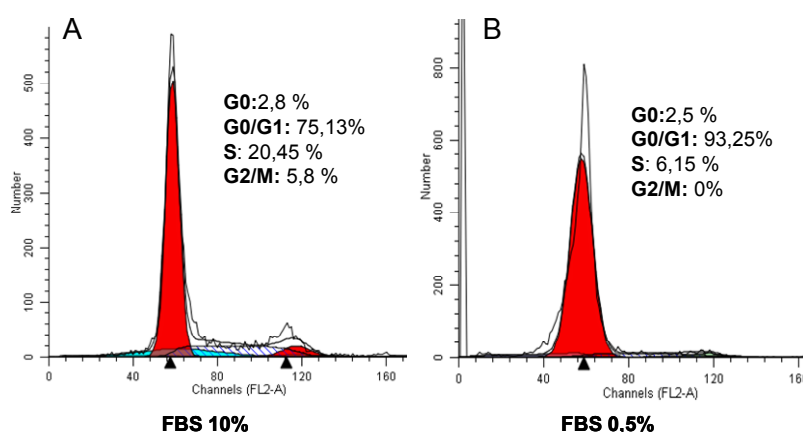 A
Number
500
400
300
200
100
0
G0:2,8 %
G0/G1: 75,13%
S: 20,45 %
G2/M: 5,8 %
0 40 80 120 160
Channels (FL2-A)
FBS 10%
B
Number
800
600
400
200
0
G0:2,5 %
G0/G1: 93,25%
S: 6,15 %
G2/M: 0%
0 40 80 120 160
Channels (FL2-A)
FBS 0,5%